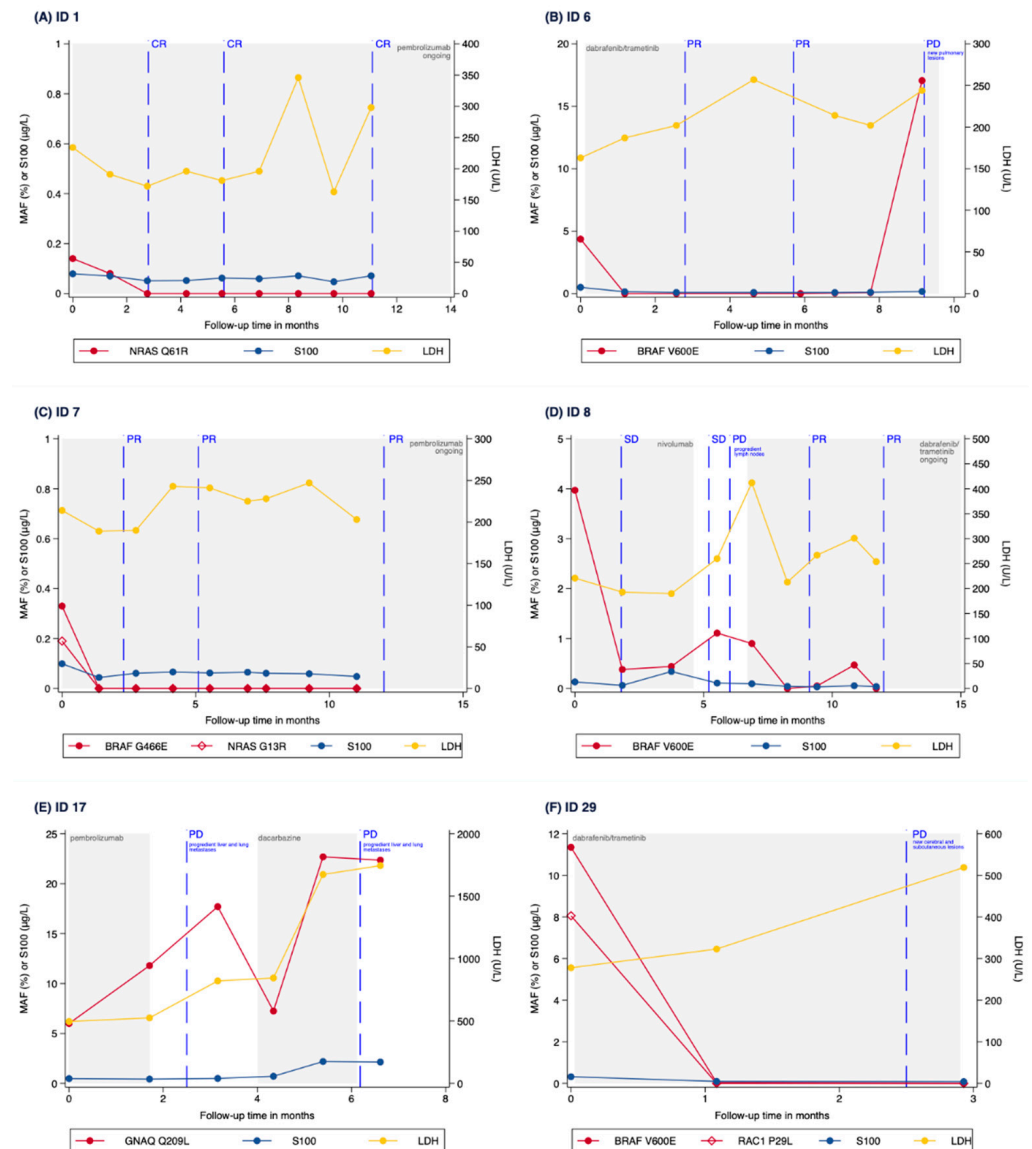 (A) ID 1
CR
CR
CR
pembrolizumab
ongoing
1
0.8
0.6
0.4
0.2
0
MAF (%) or S100 (µg/L)
400
350
300
250
200
150
100
50
0
LDH (U/L)
0 2 4 6 8 10 12 14
Follow-up time in months
NRAS Q61R S100 LDH
(B) ID 6
dabrafenib/trametinib
PR
PR
PD
new pulmonary
lesions
20
15
10
5
0
MAF (%) or S100 (µg/L)
300
250
200
150
100
50
0
LDH (U/L)
0 2 4 6 8 10
Follow-up time in months
BRAF V600E S100 LDH
(C) ID 7
PR
PR
PR
pembrolizumab
ongoing
1
0.8
0.6
0.4
0.2
0
MAF (%) or S100 (µg/L)
300
250
200
150
100
50
0
LDH (U/L)
0 5 10 15
Follow-up time in months
BRAF G466E NRAS G13R S100 LDH
(D) ID 8
SD
nivolumab
SD
PD
progredient
lymph nodes
PR
PR
dabrafenib/
trametinib
ongoing
5
4
3
2
1
0
MAF (%) or S100 (µg/L)
500
450
400
350
300
250
200
150
100
50
0
LDH (U/L)
0 5 10 15
Follow-up time in months
BRAF V600E S100 LDH
(E) ID 17
pembrolizumab
PD
progredient liver and lung
metastases
dacarbazine
PD
progredient liver and lung
metastases
25
20
15
10
5
0
MAF (%) or S100 (µg/L)
2000
1500
1000
500
0
LDH (U/L)
0 2 4 6 8
Follow-up time in months
GNAQ Q209L S100 LDH
(F) ID 29
dabrafenib/trametinib
PD
new cerebral and
subcutaneous lesions
12
10
8
6
4
2
0
MAF (%) or S100 (µg/L)
600
500
400
300
200
100
0
LDH (U/L)
0 1 2 3
Follow-up time in months
BRAF V600E RAC1 P29L S100 LDH